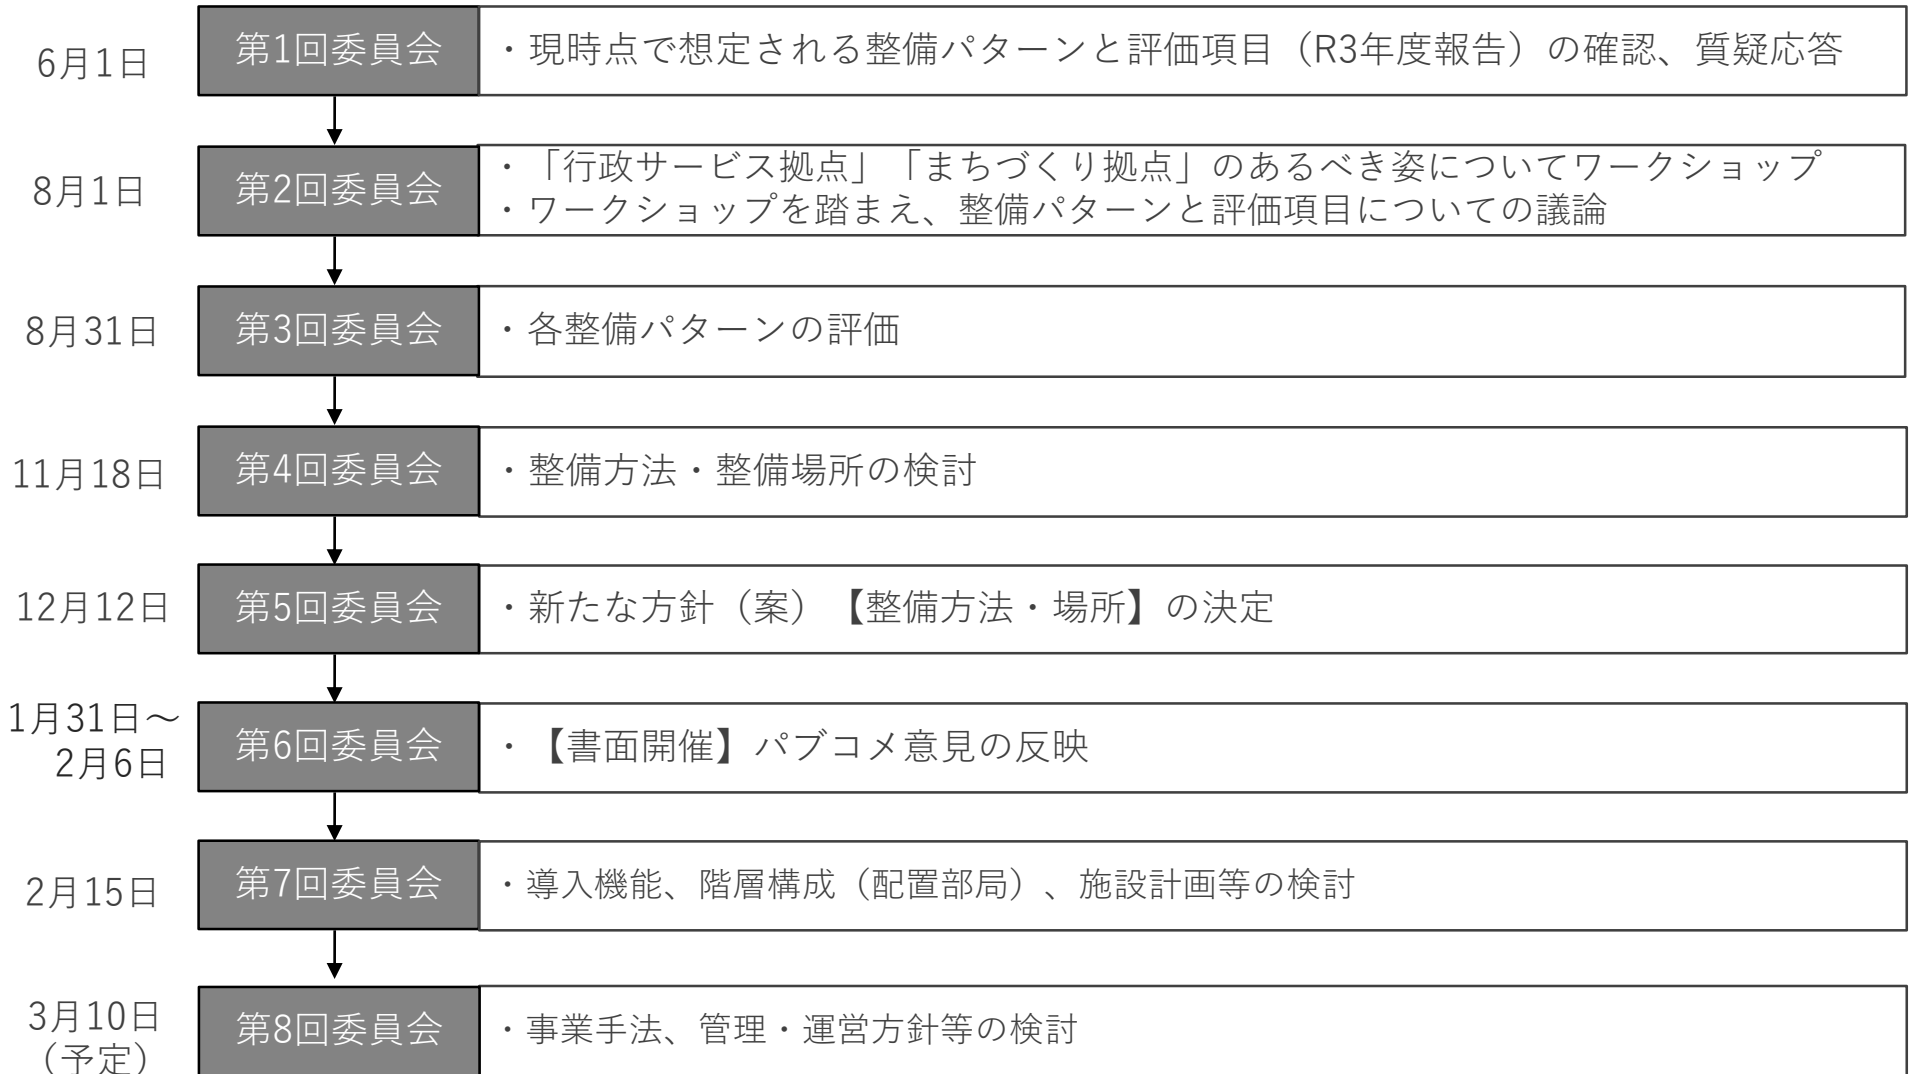 6月1日
第1回委員会
・現時点で想定される整備パターンと評価項目（R3年度報告）の確認、質疑応答
8月1日
第2回委員会
・「行政サービス拠点」「まちづくり拠点」のあるべき姿についてワークショップ
・ワークショップを踏まえ、整備パターンと評価項目についての議論
8月31日
第3回委員会
・各整備パターンの評価
11月18日
第4回委員会
・整備方法・整備場所の検討
12月12日
第5回委員会
・新たな方針（案）【整備方法・場所】の決定
1月31日～
2月6日
第6回委員会
・【書面開催】パブコメ意見の反映
2月15日
第7回委員会
・導入機能、階層構成（配置部局）、施設計画等の検討
3月10日
（予定）
第8回委員会
・事業手法、管理・運営方針等の検討